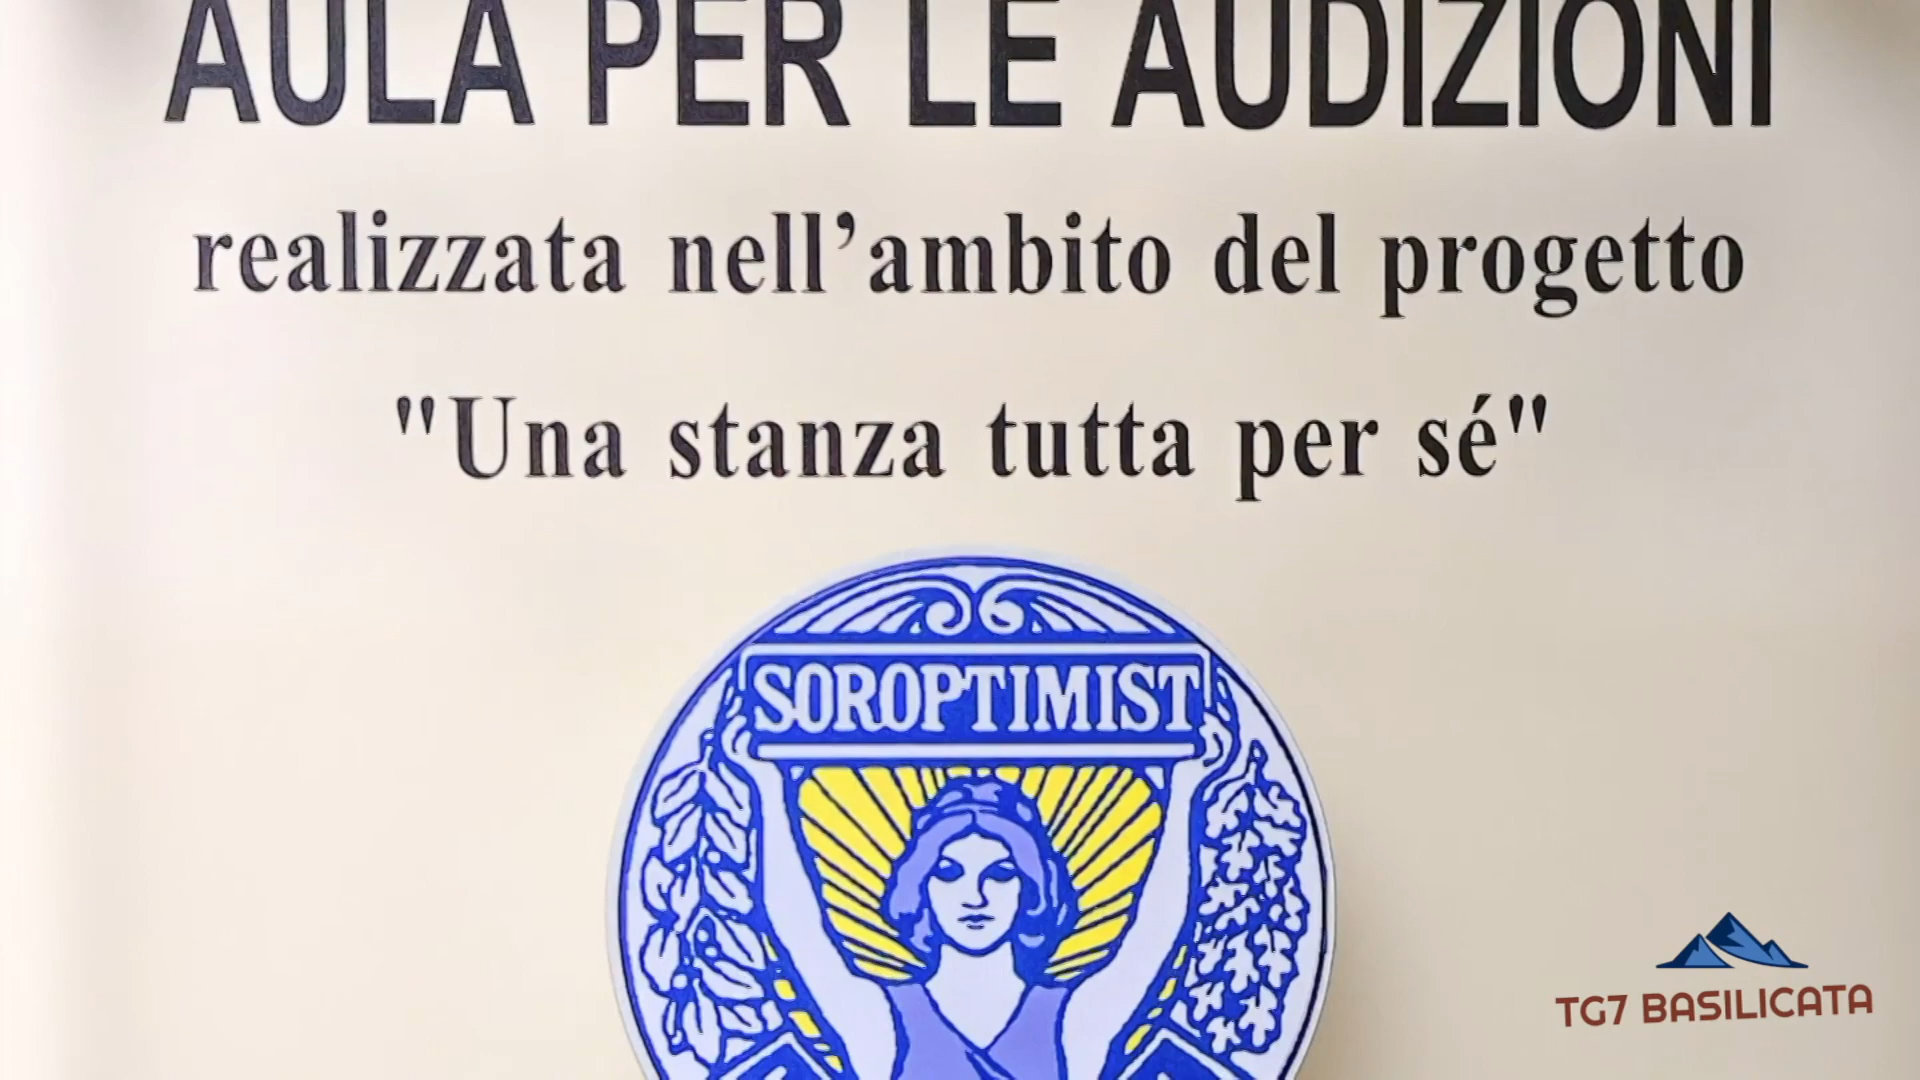 AULA PER LE AUDIZIONI
realizzata nell’ambito del progetto
"Una stanza tutta per sé"
SOROPTIMIST
TG7 BASILICATA